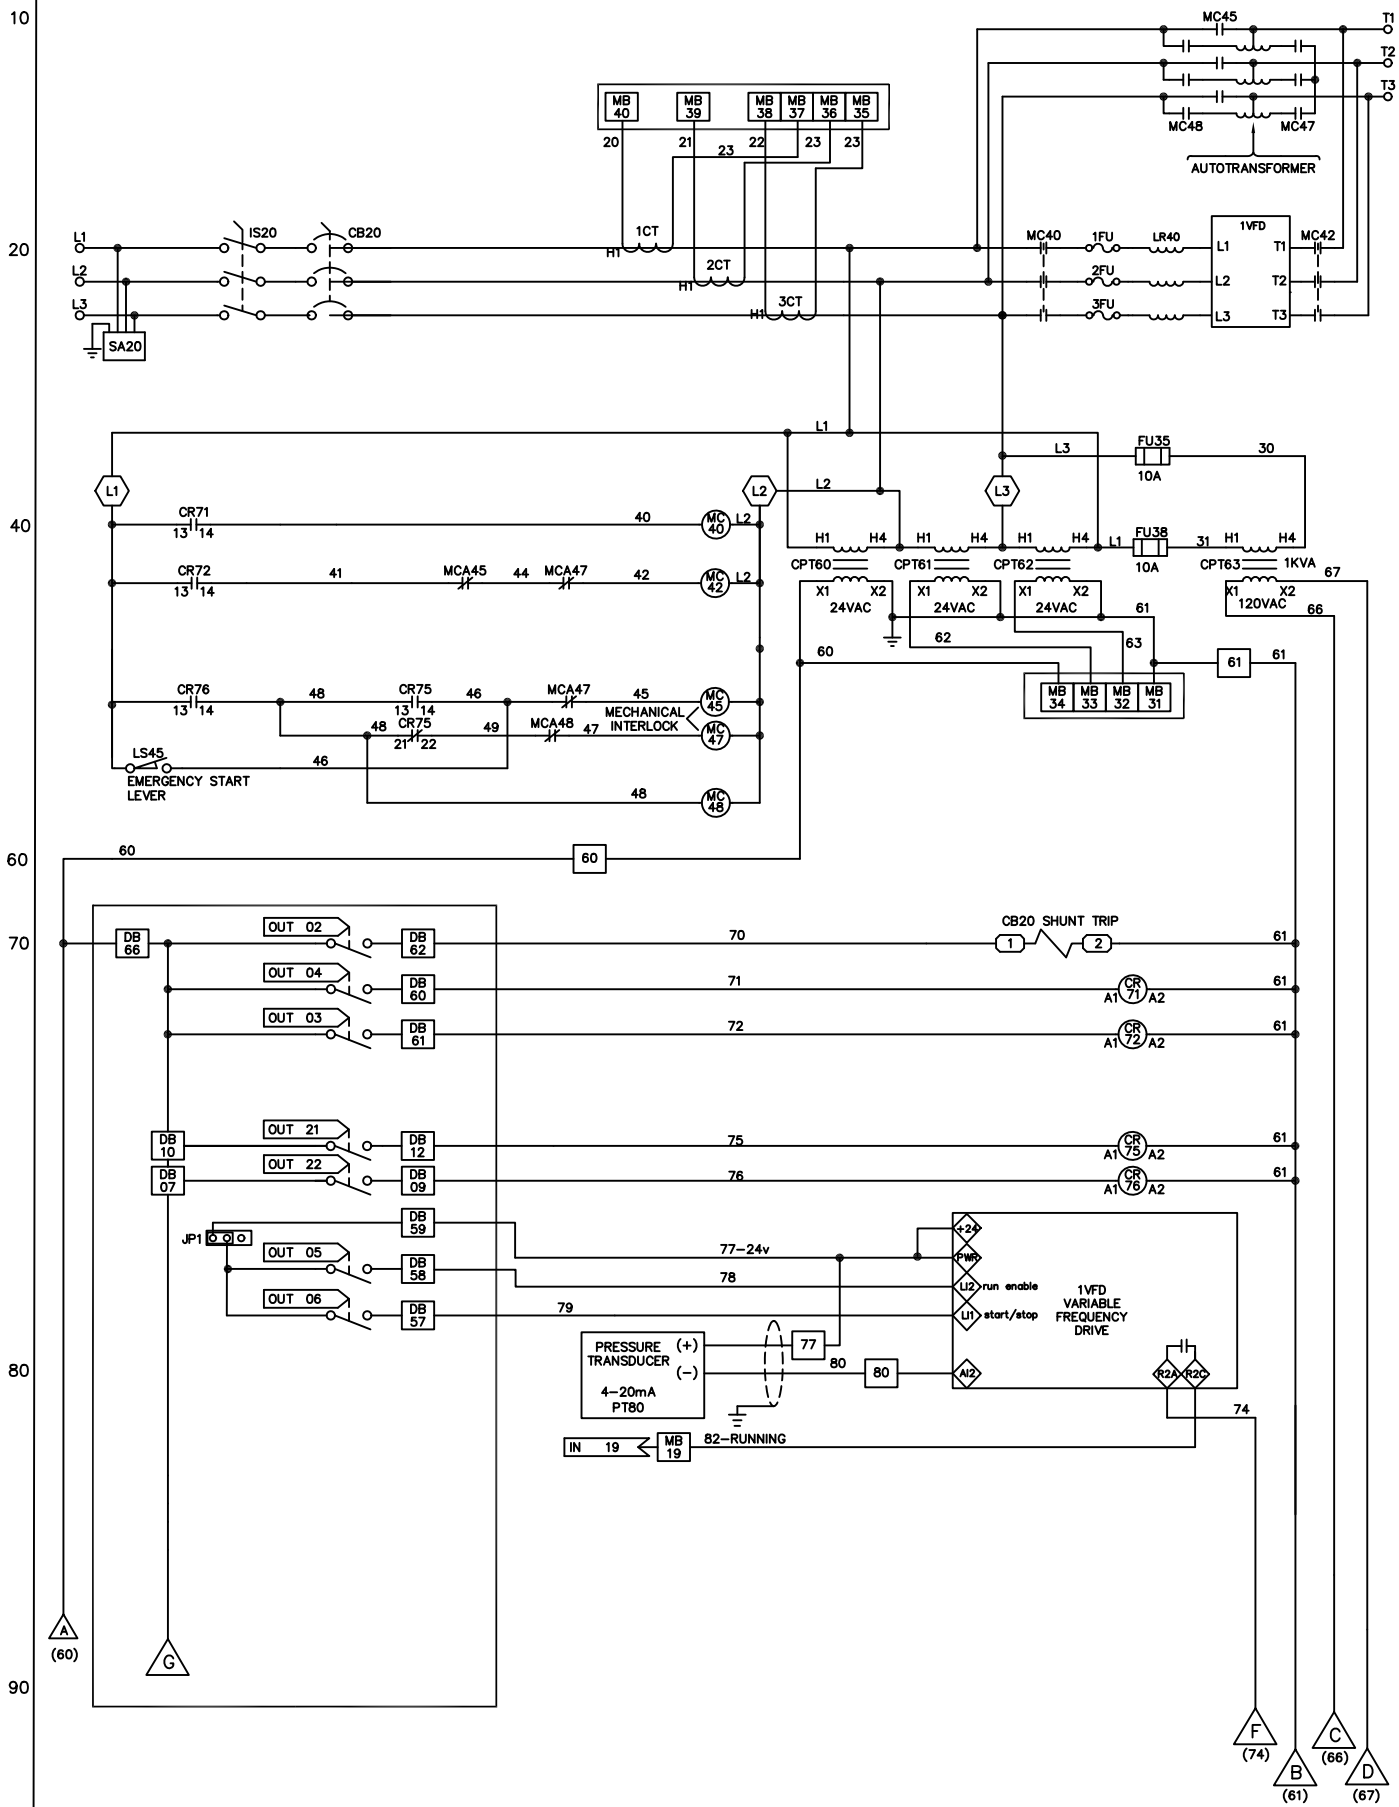 10
MC45
T1
T2
T3
MC48
MC47
AUTOTRANSFORMER
MB 40
MB 39
MB 38
MB 37
MB 36
MB 35
20
21
22
23
23
23
20
L1
L2
L3
IS20
CB20
SA20
H1
1CT
H1
2CT
H1
3CT
MC40
1FU
2FU
3FU
LR40
1VFD
L1
L2
L3
T1
T2
T3
MC42
L1
L3
FU35
10A
30
L1
L2
L2
L3
40
CR71
13
14
40
MC 40
L2
CR72
13
14
41
MCA45
44
MCA47
42
MC 42
L2
H1
H4
CPT60
X1
X2
24VAC
H1
H4
CPT61
X1
X2
24VAC
H1
H4
CPT62
X1
X2
24VAC
L1
FU38
10A
31
H1
H4
CPT63
1KVA
X1
X2
120VAC
67
66
61
62
63
60
61
61
MB 34
MB 33
MB 32
MB 31
CR76
13
14
48
CR75
13
14
46
MCA47
45
MC 45
48
CR75
21
22
49
MCA48
47
MC 47
MECHANICAL
INTERLOCK
LS45
46
EMERGENCY START
LEVER
48
MC 48
60
60
60
70
DB 66
OUT 02
DB 62
70
CB20 SHUNT TRIP
1
2
61
OUT 04
DB 60
71
A1
CR 71
A2
61
OUT 03
DB 61
72
A1
CR 72
A2
61
DB 10
OUT 21
DB 12
75
A1
CR 75
A2
61
DB 07
OUT 22
DB 09
76
A1
CR 76
A2
61
JP1
DB 59
77-24v
+24
PWR
OUT 05
DB 58
78
LI2
run enable
OUT 06
DB 57
79
LI1
start/stop
1VFD
VARIABLE
FREQUENCY
DRIVE
80
PRESSURE
TRANSDUCER
(+)
(-)
4-20mA
PT80
77
80
80
AI2
R2A
R2C
74
IN 19
MB 19
82-RUNNING
A
(60)
G
90
F
(74)
B
(61)
C
(66)
D
(67)